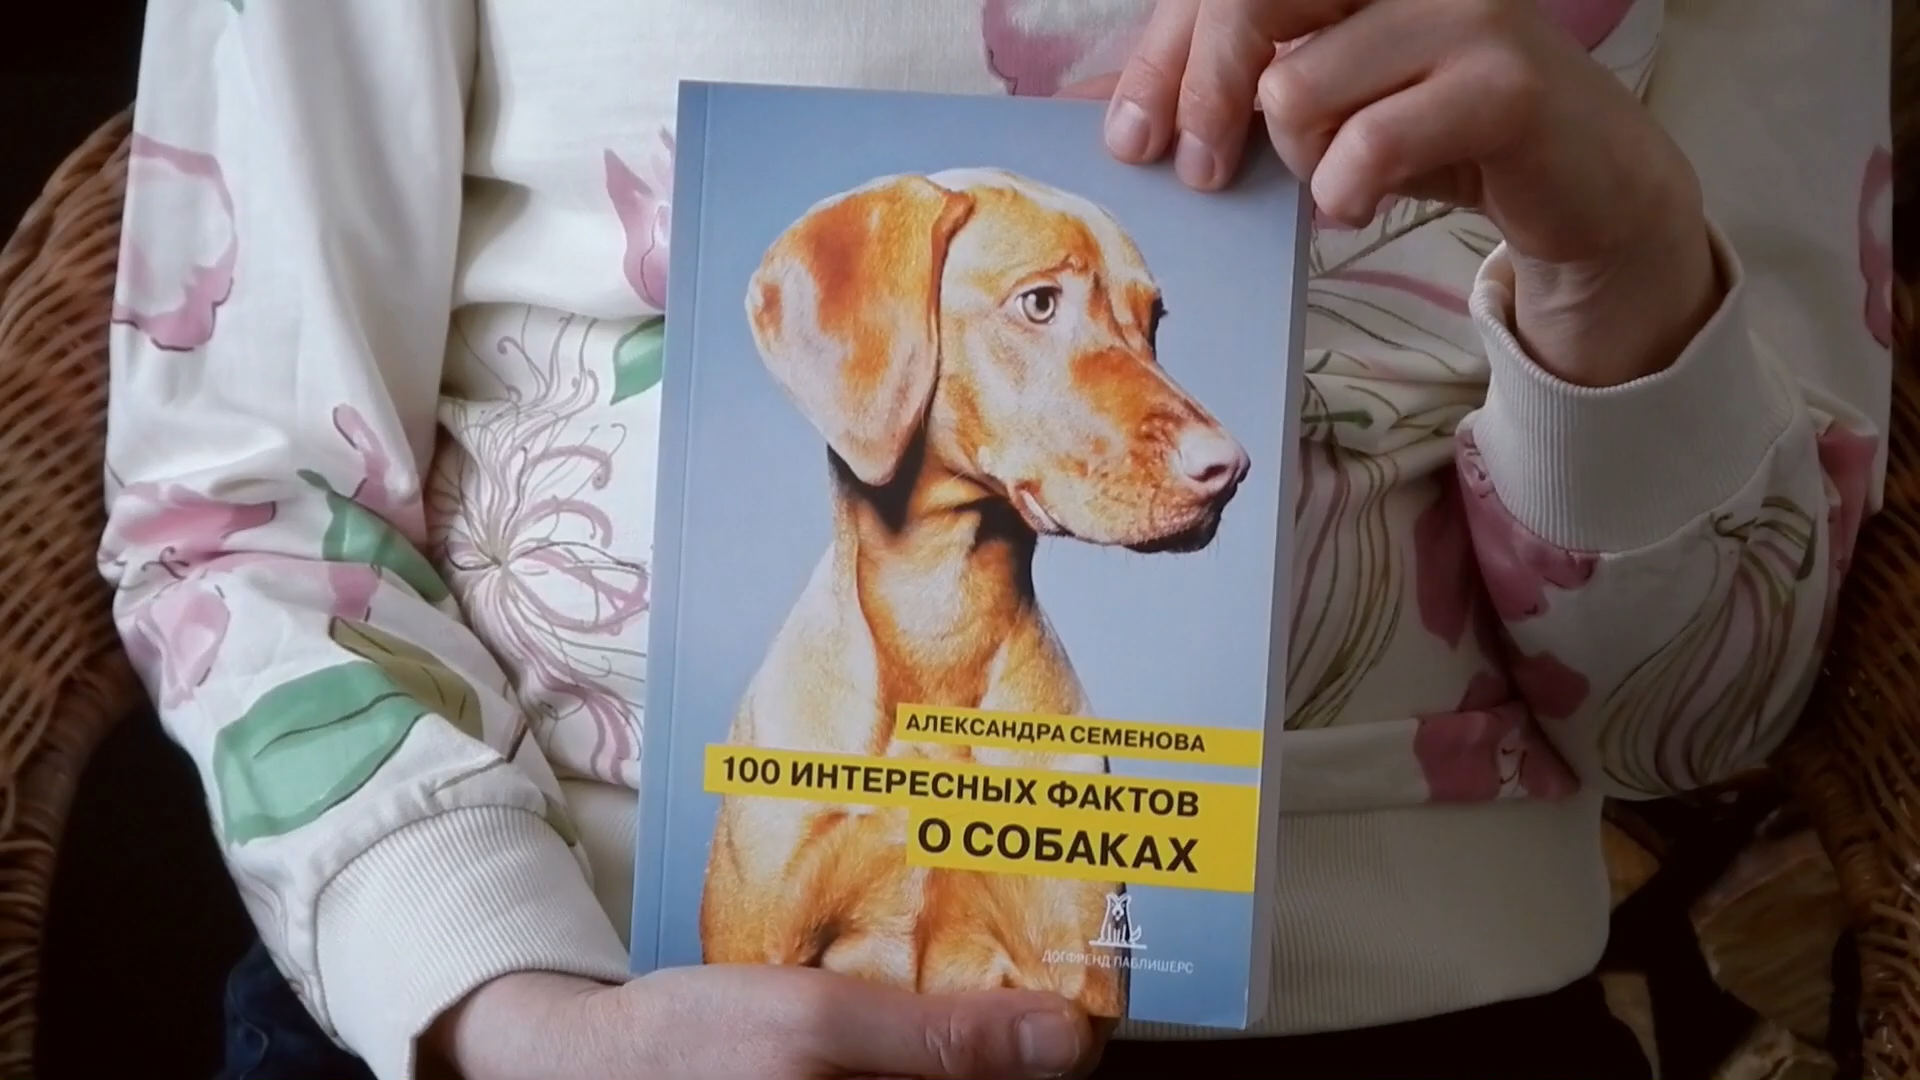 АЛЕКСАНДРА СЕМЕНОВА
100 ИНТЕРЕСНЫХ ФАКТОВ
О СОБАКАХ
ДОГФРЕНД ПАБЛИШЕРС